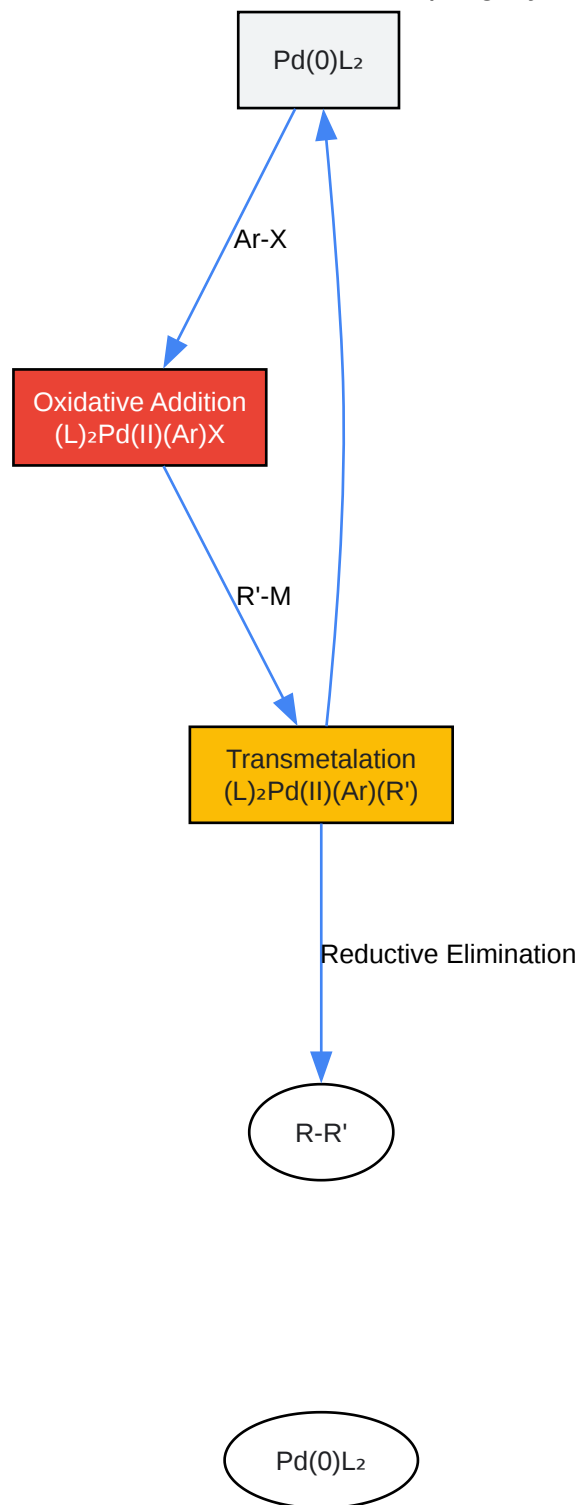 Pd(0)L₂
Ar-X
Oxidative Addition
(L)₂Pd(II)(Ar)X
R'-M
Transmetalation
(L)₂Pd(II)(Ar)(R')
Reductive Elimination
R-R'
Pd(0)L₂